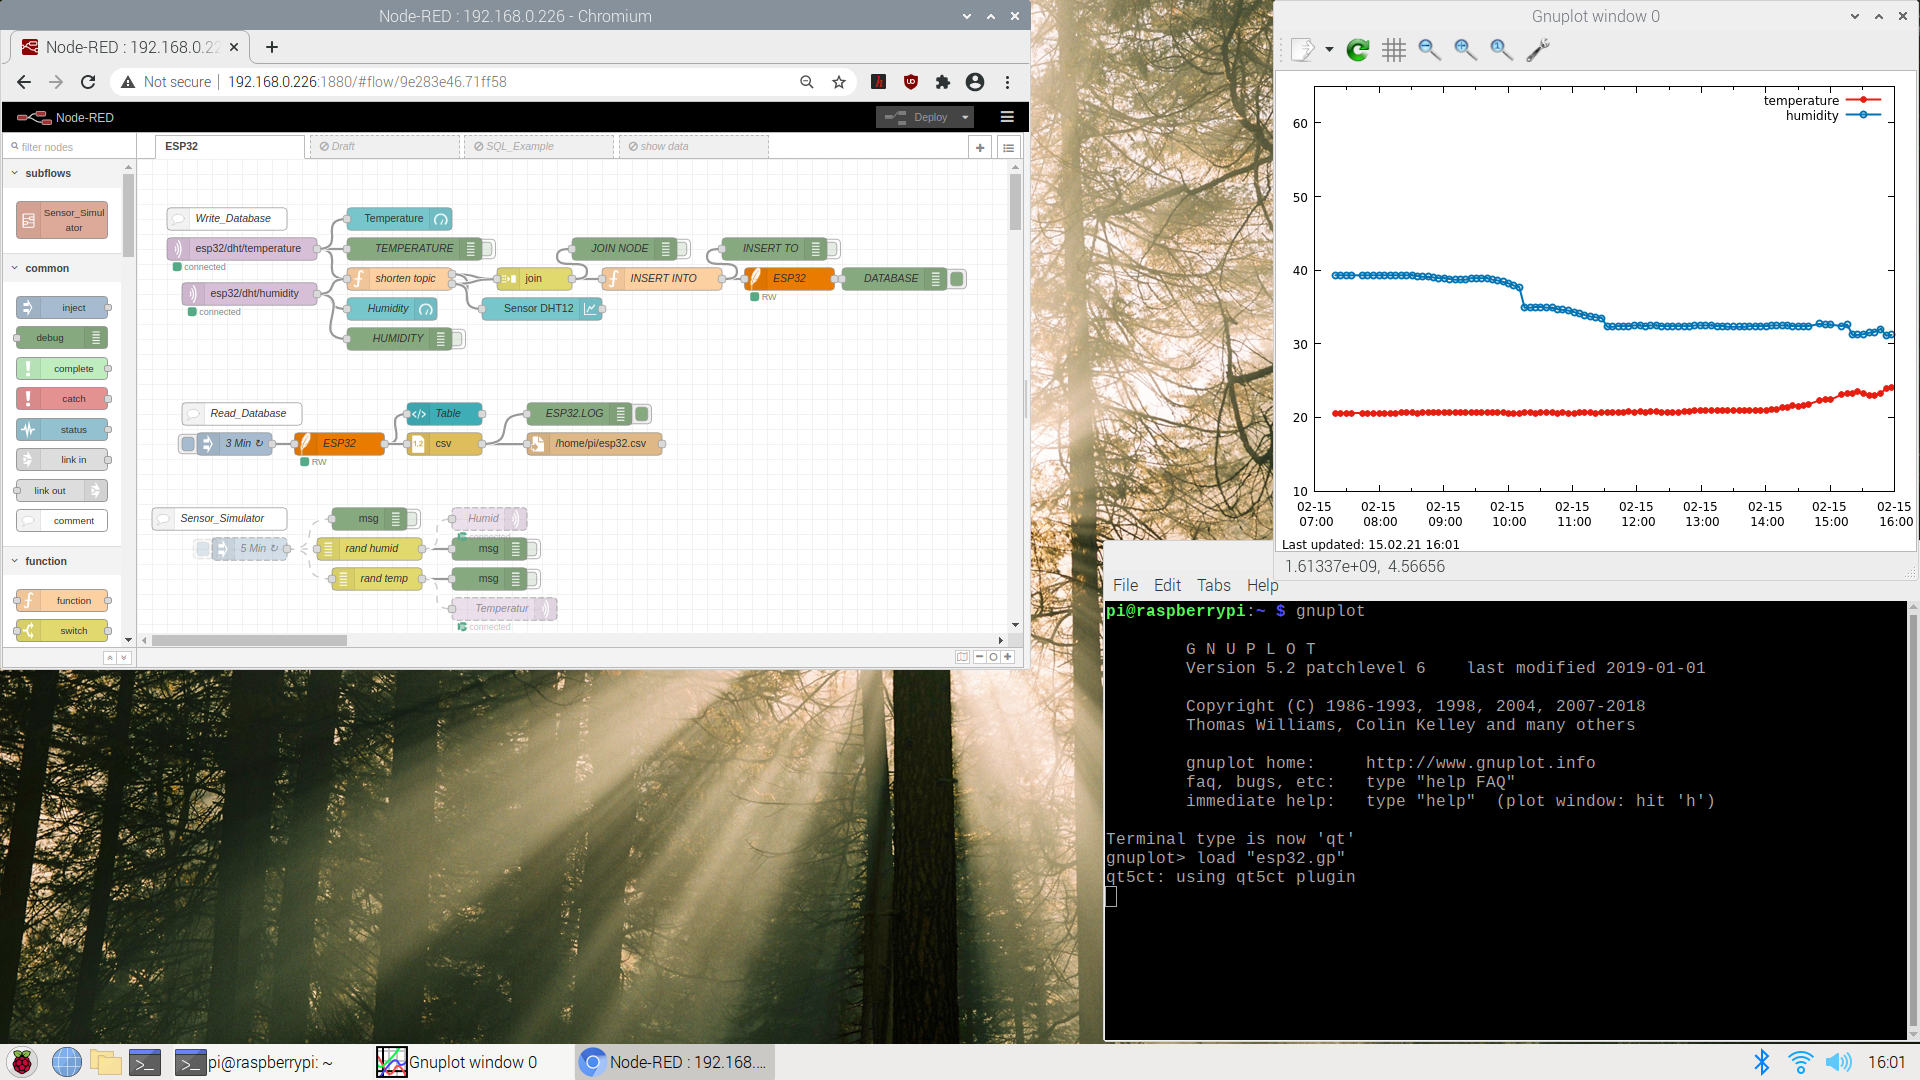 Node-RED : 192.168.0.226 - Chromium
Node-RED : 192.168.0.22
Not secure
192.168.0.226:1880/#flow/9e283e46.71ff58
Node-RED
Deploy
filter nodes
ESP32
Draft
SQL_Example
show data
subflows
Sensor_Simul
ator
common
inject
debug
complete
catch
status
link in
link out
comment
function
function
switch
Write_Database
Temperature
esp32/dht/temperature
connected
TEMPERATURE
JOIN NODE
INSERT TO
shorten topic
join
INSERT INTO
ESP32
RW
DATABASE
esp32/dht/humidity
connected
Humidity
Sensor DHT12
HUMIDITY
Read_Database
Table
ESP32.LOG
3 Min ↻
ESP32
RW
csv
/home/pi/esp32.csv
Sensor_Simulator
msg
Humid
connected
5 Min ↻
rand humid
msg
rand temp
msg
Temperatur
connected
Gnuplot window 0
temperature
humidity
60
50
40
30
20
10
02-15 02-15 02-15 02-15 02-15 02-15 02-15 02-15 02-15 02-15
07:00 08:00 09:00 10:00 11:00 12:00 13:00 14:00 15:00 16:00
Last updated: 15.02.21 16:01
1.61337e+09, 4.56656
File Edit Tabs Help
pi@raspberrypi:~ $ gnuplot
G N U P L O T
Version 5.2 patchlevel 6    last modified 2019-01-01
Copyright (C) 1986-1993, 1998, 2004, 2007-2018
Thomas Williams, Colin Kelley and many others
gnuplot home:     http://www.gnuplot.info
faq, bugs, etc:   type "help FAQ"
immediate help:   type "help"  (plot window: hit 'h')
Terminal type is now 'qt'
gnuplot> load "esp32.gp"
qt5ct: using qt5ct plugin
pi@raspberrypi: ~
Gnuplot window 0
Node-RED : 192.168....
16:01